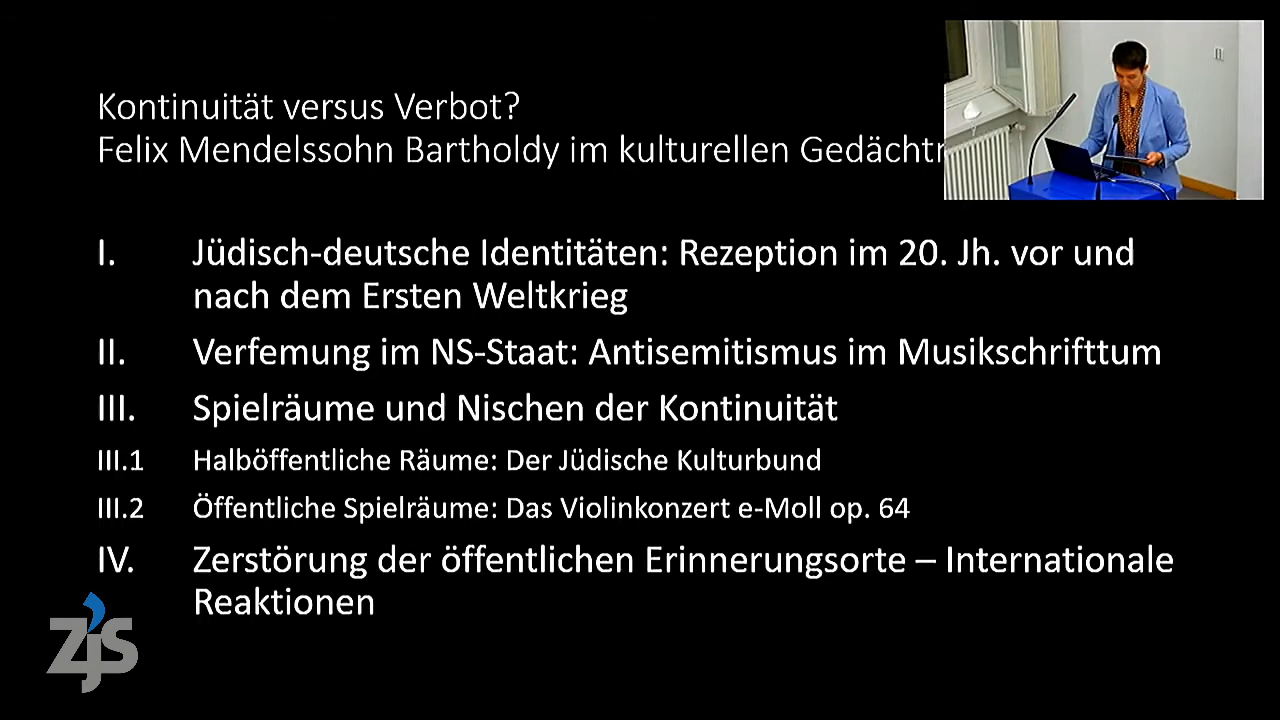 Kontinuität versus Verbot?
Felix Mendelssohn Bartholdy im kulturellen
I. Jüdisch-deutsche Identitäten: Rezeption im 20. Jh. vor und
nach dem Ersten Weltkrieg
II. Verfemung im NS-Staat: Antisemitismus im Musikschrifttum
III. Spielräume und Nischen der Kontinuität
III.1 Halböffentliche Räume: Der Jüdische Kulturbund
III.2 Öffentliche Spielräume: Das Violinkonzert e-Moll op. 64
IV. Zerstörung der öffentlichen Erinnerungsorte – Internationale
Reaktionen
ZjS